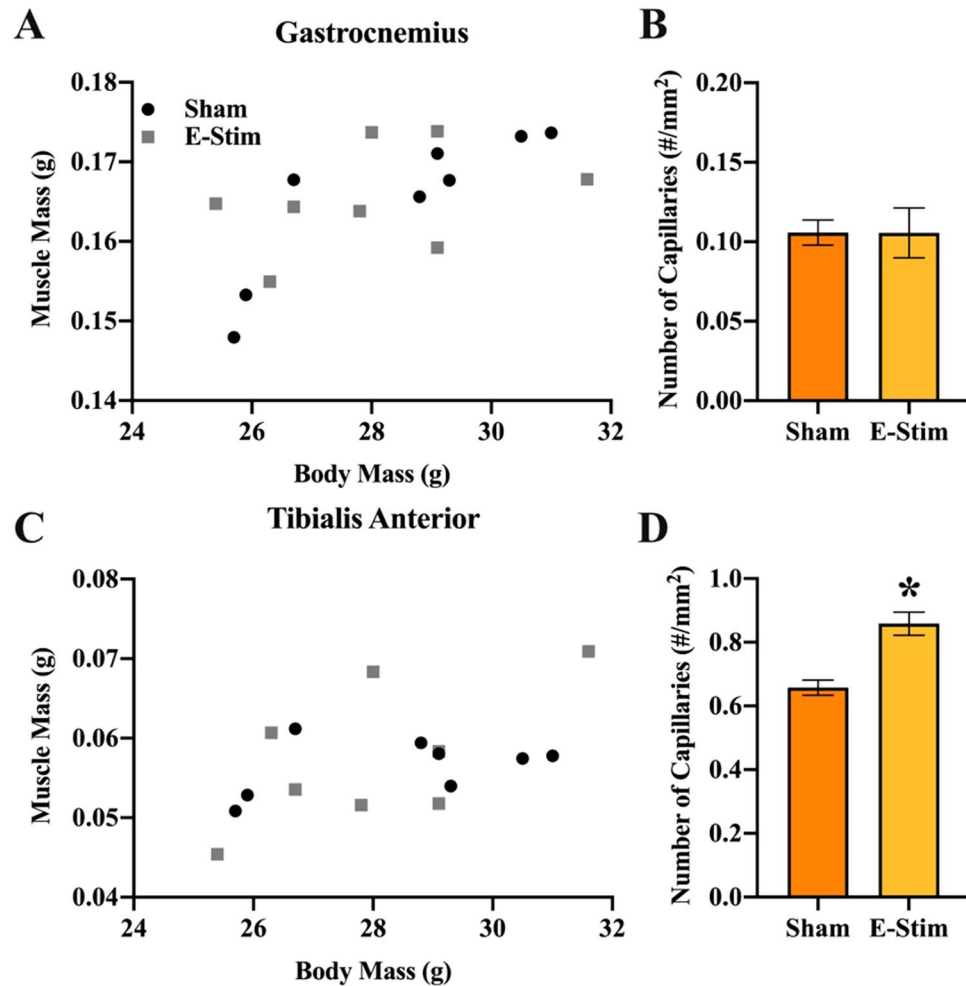 A
Gastrocnemius
Muscle Mass (g)
0.18
0.17
0.16
0.15
0.14
Sham
E-Stim
24 26 28 30 32
Body Mass (g)
B
Number of Capillaries (#/mm²)
0.20
0.15
0.10
0.05
0.00
Sham E-Stim
C
Tibialis Anterior
Muscle Mass (g)
0.08
0.07
0.06
0.05
0.04
24 26 28 30 32
Body Mass (g)
D
Number of Capillaries (#/mm²)
1.0
0.8
0.6
0.4
0.2
0.0
*
Sham E-Stim